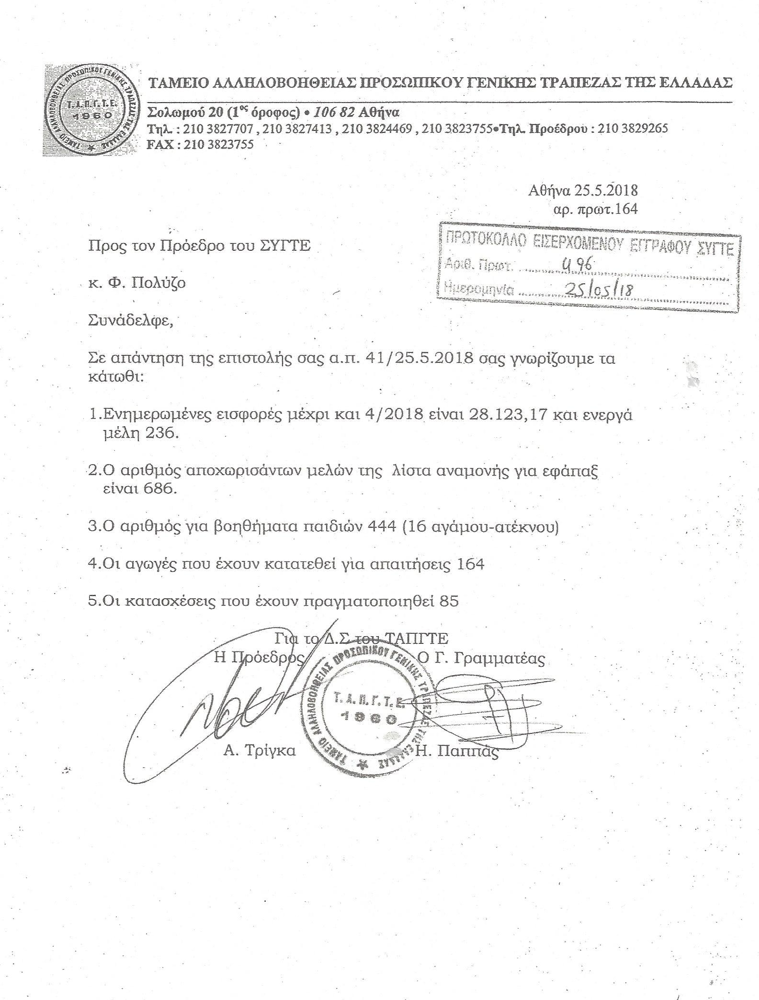 ΤΑΜΕΙΟ ΑΛΛΗΛΟΒΟΗΘΕΙΑΣ ΠΡΟΣΩΠΙΚΟΥ ΓΕΝΙΚΗΣ ΤΡΑΠΕΖΑΣ ΤΗΣ ΕΛΛΑΔΑΣ
ΤΑΜΕΙΟ ΑΛΛΗΛΟΒΟΗΘΕΙΑΣ ΠΡΟΣΩΠΙΚΟΥ ΓΕΝΙΚΗΣ ΤΡΑΠΕΖΑΣ ΤΗΣ ΕΛΛΑΔΑΣ
Τ.Α.Π.Γ.Τ.Ε.
1960
Σολωμού 20 (1ος όροφος) • 106 82 Αθήνα
Τηλ. : 210 3827707 , 210 3827413 , 210 3824469 , 210 3823755•Τηλ. Προέδρου : 210 3829265
FAX : 210 3823755
Αθήνα 25.5.2018
αρ. πρωτ.164
ΠΡΩΤΟΚΟΛΛΟ ΕΙΣΕΡΧΟΜΕΝΟΥ ΕΓΓΡΑΦΟΥ ΣΥΓΤΕ
Αριθ. Πρωτ. ........... 496
Ημερομηνία ........... 25/05/18
Προς τον Πρόεδρο του ΣΥΓΤΕ
κ. Φ. Πολύζο
Συνάδελφε,
Σε απάντηση της επιστολής σας α.π. 41/25.5.2018 σας γνωρίζουμε τα
κάτωθι:
1.Ενημερωμένες εισφορές μέχρι και 4/2018 είναι 28.123,17 και ενεργά
μέλη 236.
2.Ο αριθμός αποχωρισάντων μελών της λίστα αναμονής για εφάπαξ
είναι 686.
3.Ο αριθμός για βοηθήματα παιδιών 444 (16 αγάμου-ατέκνου)
4.Οι αγωγές που έχουν κατατεθεί για απαιτήσεις 164
5.Οι κατασχέσεις που έχουν πραγματοποιηθεί 85
Για το Δ.Σ του ΤΑΠΓΤΕ
Η Πρόεδρος Ο Γ. Γραμματέας
ΤΑΜΕΙΟ ΑΛΛΗΛΟΒΟΗΘΕΙΑΣ ΠΡΟΣΩΠΙΚΟΥ ΓΕΝΙΚΗΣ ΤΡΑΠΕΖΑΣ ΤΗΣ ΕΛΛΑΔΑΣ
Τ.Α.Π.Γ.Τ.Ε.
1960
Α. Τρίγκα Η. Παππάς